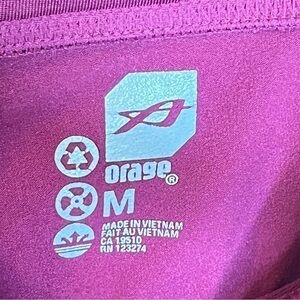 orage®
M
MADE IN VIETNAM
FAIT AU VIETNAM
CA 19510
RN 123274